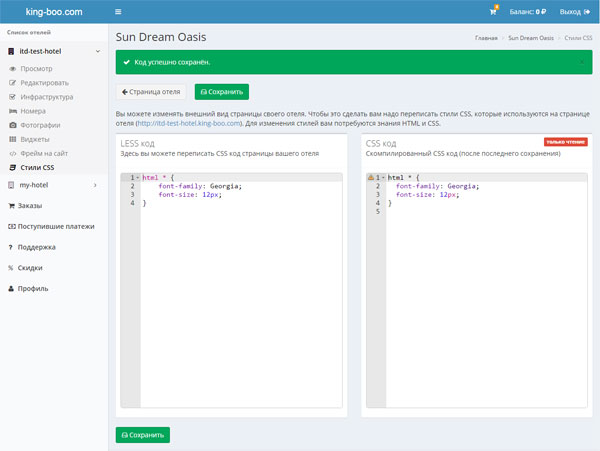 king-boo.com
Баланс: 0 ₽
Выход
Список отелей
itd-test-hotel
Просмотр
Редактировать
Инфраструктура
Номера
Фотографии
Виджеты
Фрейм на сайт
Стили CSS
my-hotel
Заказы
Поступившие платежи
Поддержка
Скидки
Профиль
Sun Dream Oasis
Главная > Sun Dream Oasis > Стили CSS
Код успешно сохранён.
Страница отеля
Сохранить
Вы можете изменять внешний вид страницы своего отеля. Чтобы это сделать вам надо переписать стили CSS, которые используются на странице
отеля (http://itd-test-hotel.king-boo.com). Для изменения стилей вам потребуются знания HTML и CSS.
LESS код
Здесь вы можете переписать CSS код страницы вашего отеля
1 html * {
2 font-family: Georgia;
3 font-size: 12px;
4 }
CSS код
ТОЛЬКО ЧТЕНИЕ
Скомпилированный CSS код (после последнего сохранения)
1 html * {
2 font-family: Georgia;
3 font-size: 12px;
4 }
5
Сохранить